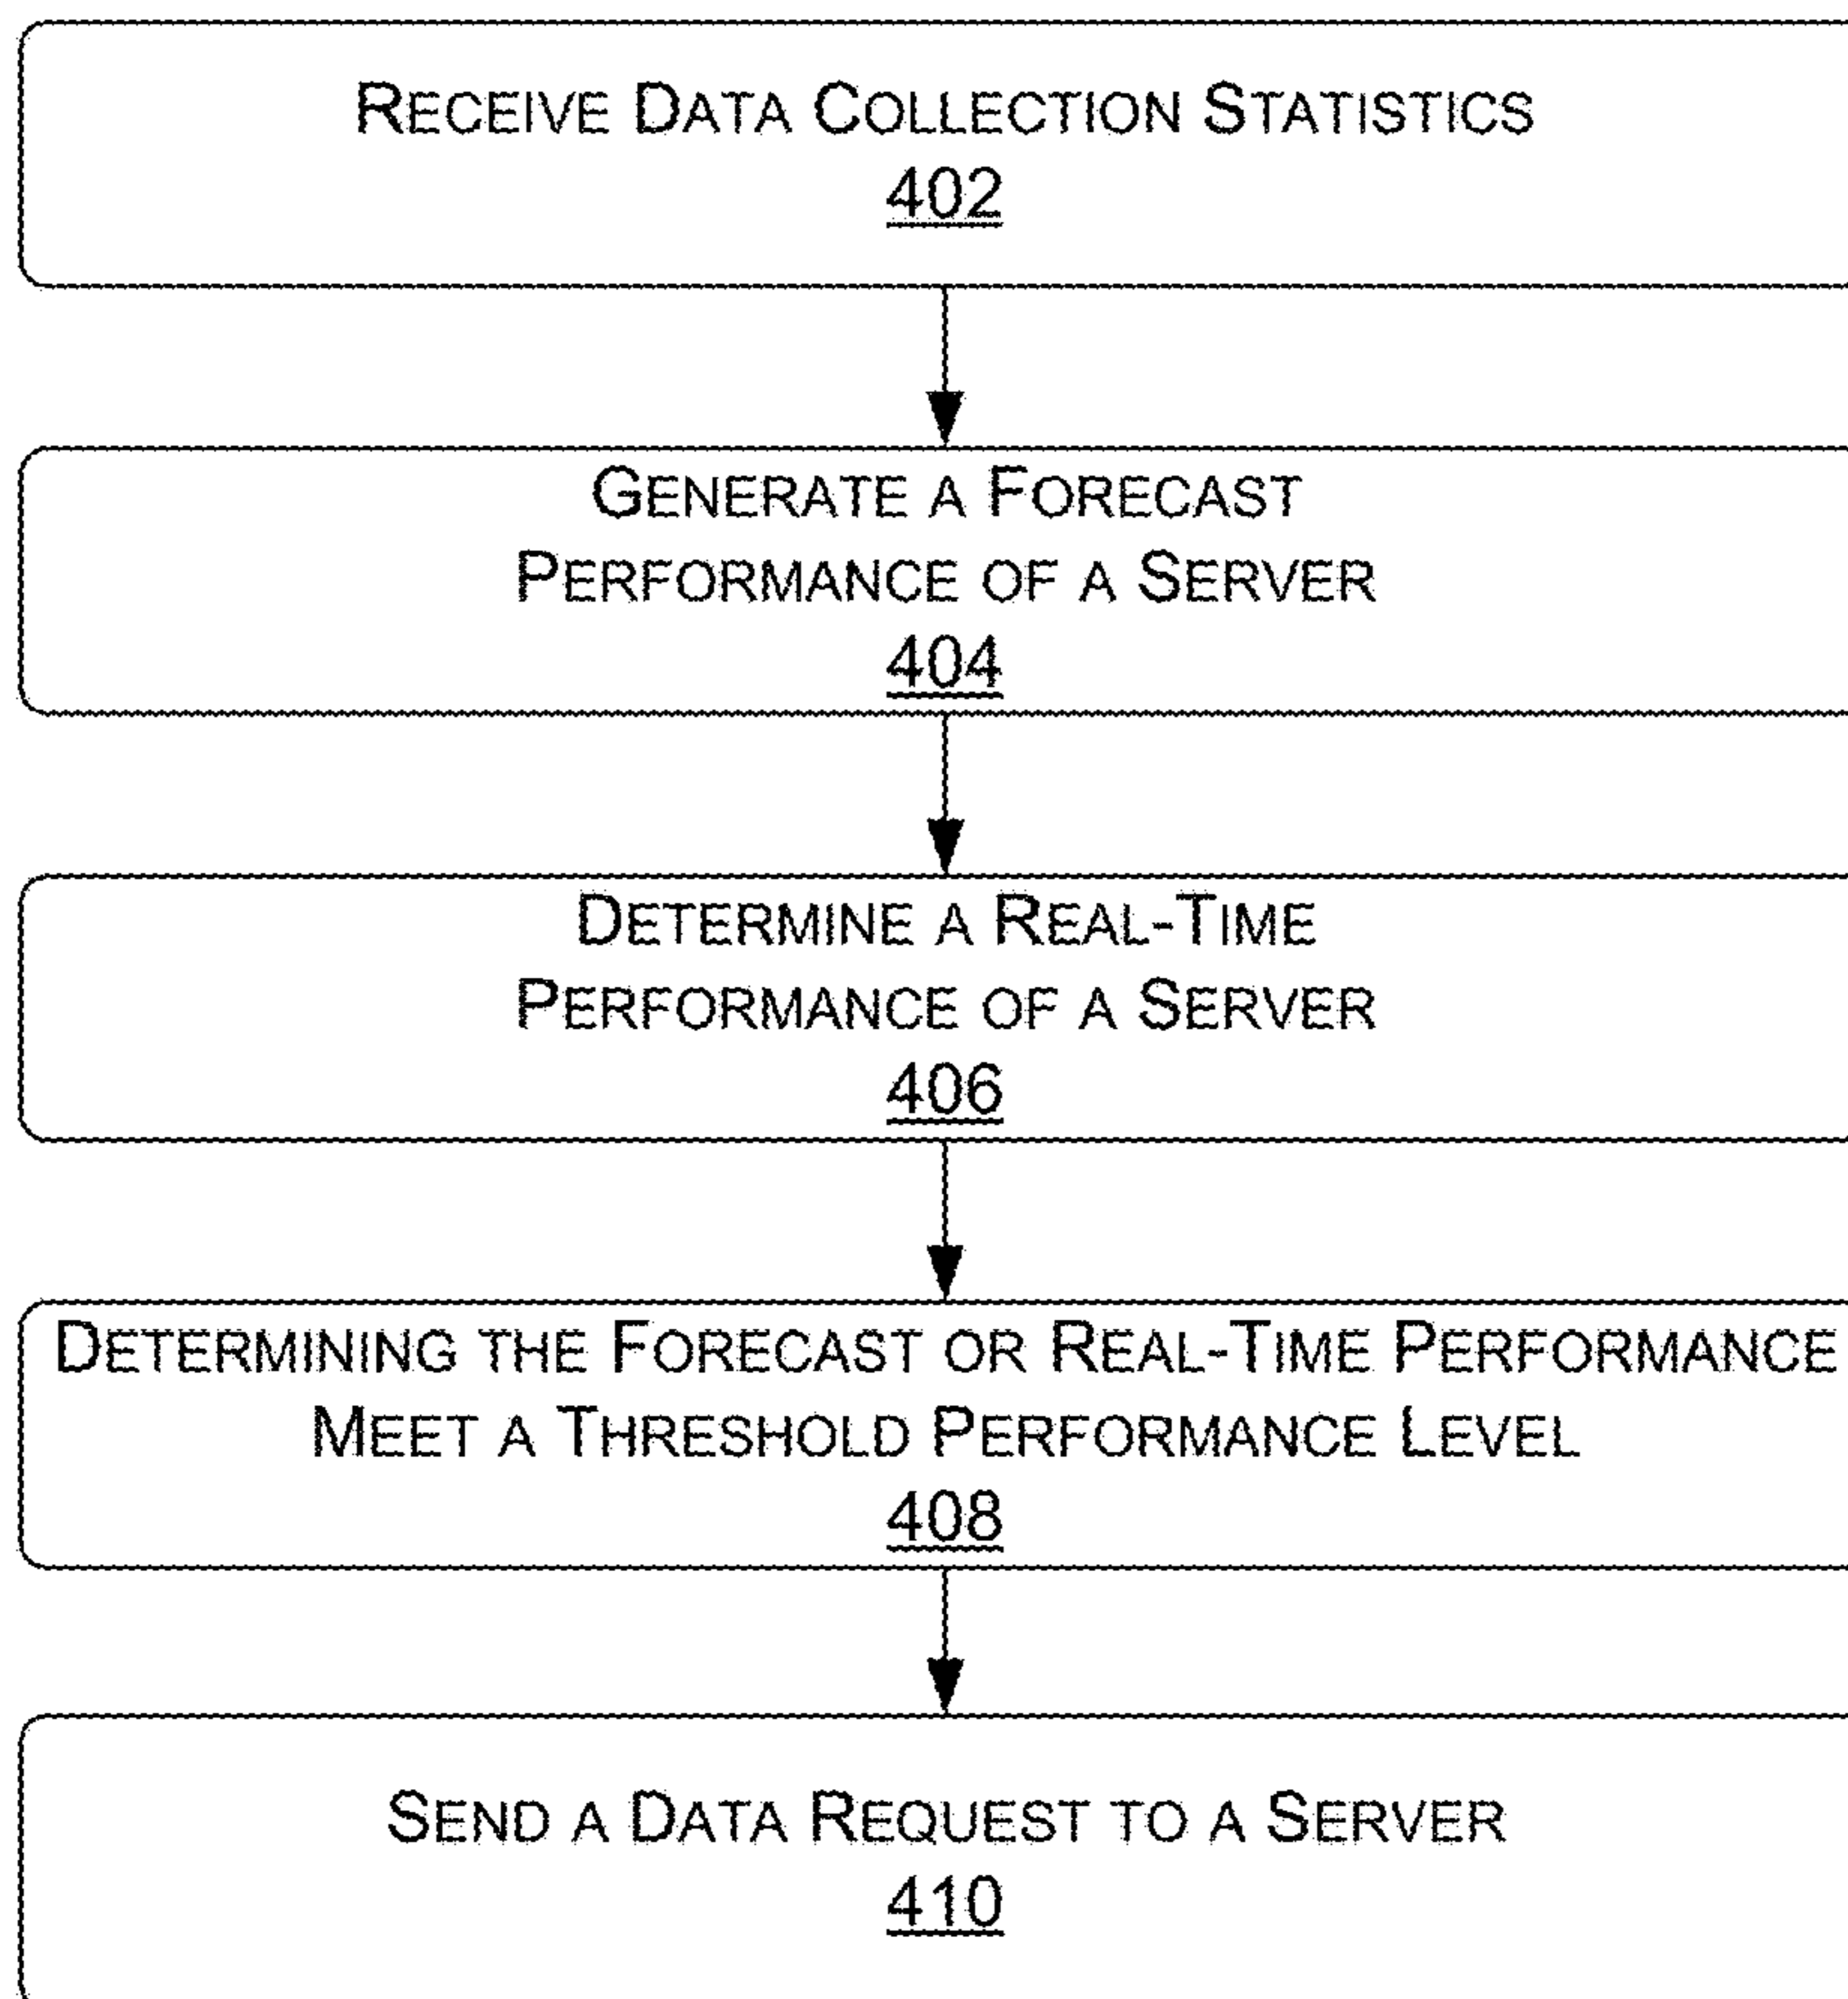 RECEIVE DATA COLLECTION STATISTICS
402
GENERATE A FORECAST
PERFORMANCE OF A SERVER
404
DETERMINE A REAL-TIME
PERFORMANCE OF A SERVER
406
DETERMINING THE FORECAST OR REAL-TIME PERFORMANCE
MEET A THRESHOLD PERFORMANCE LEVEL
408
SEND A DATA REQUEST TO A SERVER
410